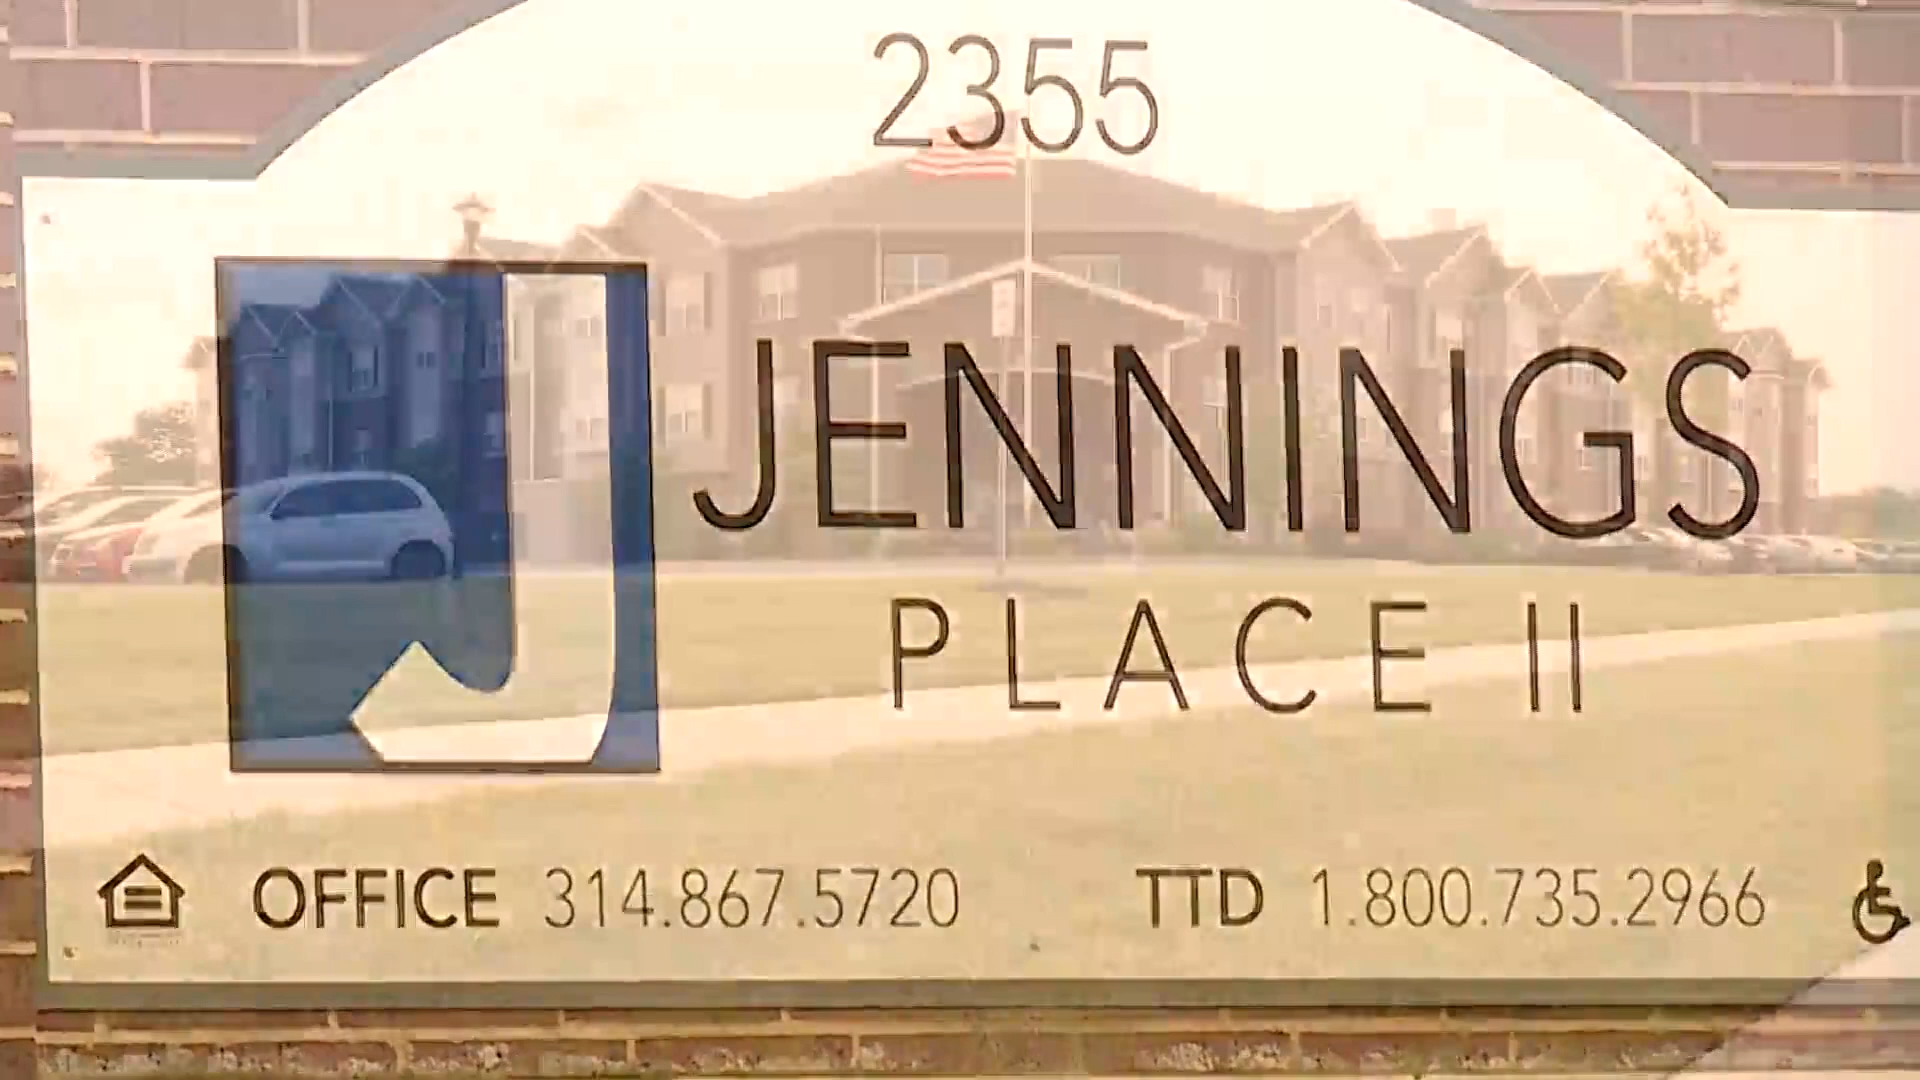 2355
J
JENNINGS
PLACE II
OFFICE 314.867.5720 TTD 1.800.735.2966